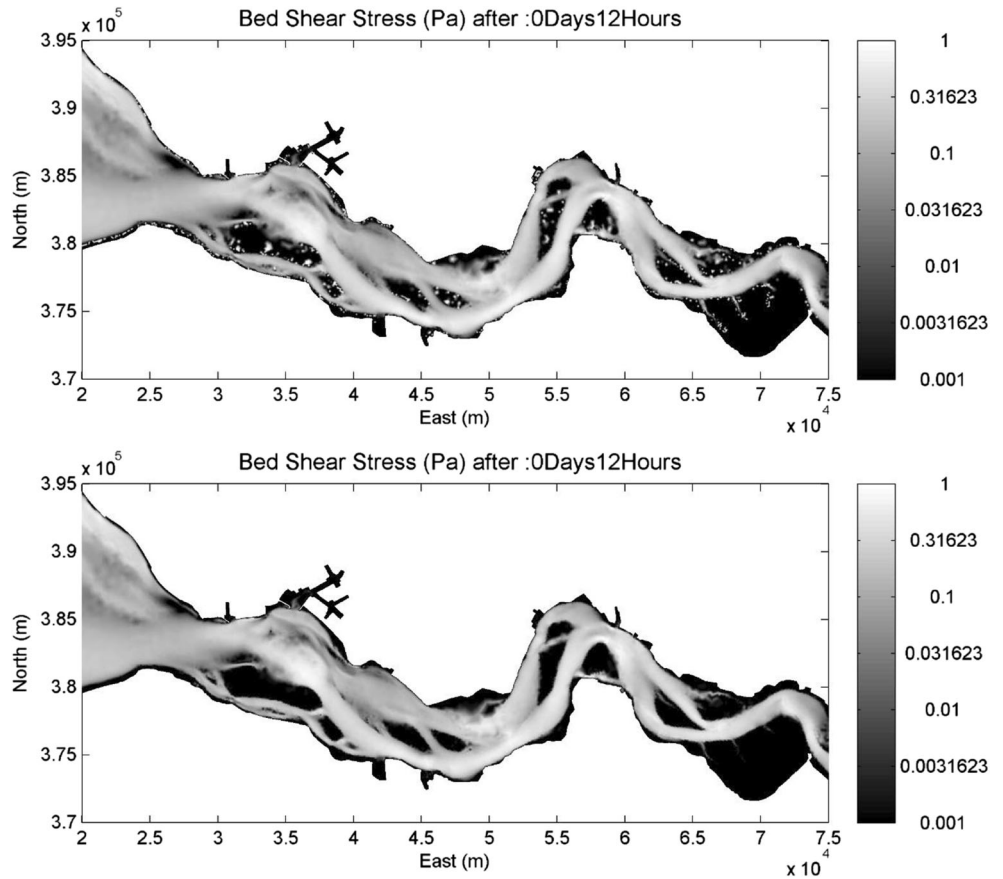 Bed Shear Stress (Pa) after :0Days12Hours
x 10^5
3.95
3.9
3.85
3.8
3.75
3.7
North (m)
2 2.5 3 3.5 4 4.5 5 5.5 6 6.5 7 7.5
East (m)
x 10^4
1
0.31623
0.1
0.031623
0.01
0.0031623
0.001
Bed Shear Stress (Pa) after :0Days12Hours
x 10^5
3.95
3.9
3.85
3.8
3.75
3.7
North (m)
2 2.5 3 3.5 4 4.5 5 5.5 6 6.5 7 7.5
East (m)
x 10^4
1
0.31623
0.1
0.031623
0.01
0.0031623
0.001